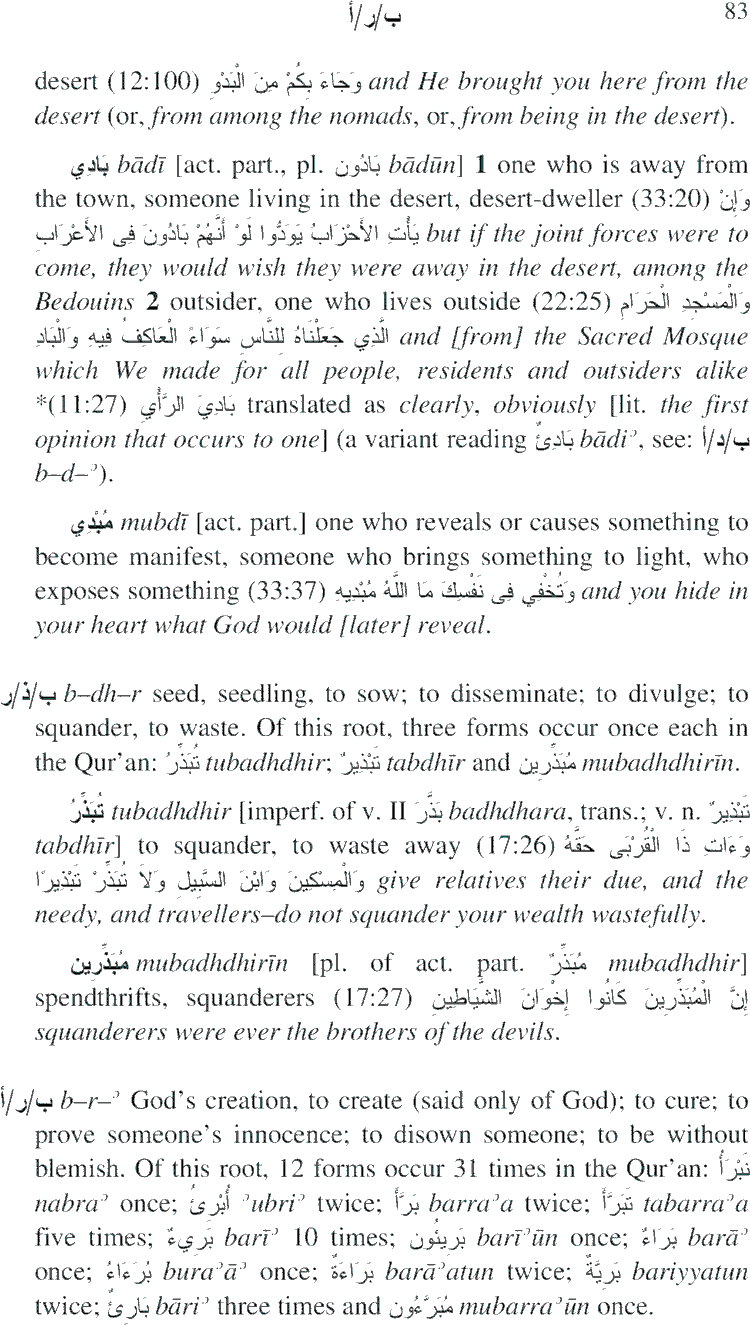 ب/ر/أ 83
desert (12:100) وَجَاءَ بِكُمْ مِنَ الْبَدْوِ and He brought you here from the
desert (or, from among the nomads, or, from being in the desert).
بَادِي bādī [act. part., pl. بَادُون bādūn] 1 one who is away from
the town, someone living in the desert, desert-dweller (33:20) وَإِنْ
يَأْتِ الأَحْزَابُ يَوَدُّوا لَوْ أَنَّهُمْ بَادُونَ فِى الأَعْرَابِ but if the joint forces were to
come, they would wish they were away in the desert, among the
Bedouins 2 outsider, one who lives outside (22:25) وَالْمَسْجِدِ الْحَرَامِ
الَّذِي جَعَلْنَاهُ لِلنَّاسِ سَوَاءً الْعَاكِفُ فِيهِ وَالْبَادِ and [from] the Sacred Mosque
which We made for all people, residents and outsiders alike
*(11:27) بَادِيَ الرَّأْيِ translated as clearly, obviously [lit. the first
opinion that occurs to one] (a variant reading بَادِئٌ bādiʾ, see: ب/د/أ
b–d–ʾ).
مُبْدِي mubdī [act. part.] one who reveals or causes something to
become manifest, someone who brings something to light, who
exposes something (33:37) وَتُخْفِي فِى نَفْسِكَ مَا اللَّهُ مُبْدِيهِ and you hide in
your heart what God would [later] reveal.
ب/ذ/ر b–dh–r seed, seedling, to sow; to disseminate; to divulge; to
squander, to waste. Of this root, three forms occur once each in
the Qur'an: تُبَذِّرُ tubadhdhir; تَبْذِيرٌ tabdhīr and مُبَذِّرِين mubadhdhirīn.
تُبَذِّرُ tubadhdhir [imperf. of v. II بَذَّرَ badhdhara, trans.; v. n. تَبْذِيرٌ
tabdhīr] to squander, to waste away (17:26) وَءَاتِ ذَا الْقُرْبَى حَقَّهُ
وَالْمِسْكِينَ وَابْنَ السَّبِيلِ وَلاَ تُبَذِّرْ تَبْذِيرًا give relatives their due, and the
needy, and travellers–do not squander your wealth wastefully.
مُبَذِّرِين mubadhdhirīn [pl. of act. part. مُبَذِّرٌ mubadhdhir]
spendthrifts, squanderers (17:27) إِنَّ الْمُبَذِّرِينَ كَانُوا إِخْوَانَ الشَّيَاطِينِ
squanderers were ever the brothers of the devils.
ب/ر/أ b–r–ʾ God's creation, to create (said only of God); to cure; to
prove someone's innocence; to disown someone; to be without
blemish. Of this root, 12 forms occur 31 times in the Qur'an: نَبْرَأُ
nabraʾ once; أُبْرِئُ ʾubriʾ twice; بَرَّأَ barraʾa twice; تَبَرَّأَ tabarraʾa
five times; بَرِيءٌ barīʾ 10 times; بَرِيئُون barīʾūn once; بَرَاءٌ barāʾ
once; بُرَءَاءُ buraʾāʾ once; بَرَاءَةٌ barāʾatun twice; بَرِيَّةٌ bariyyatun
twice; بَارِئٌ bāriʾ three times and مُبَرَّءُون mubarraʾūn once.